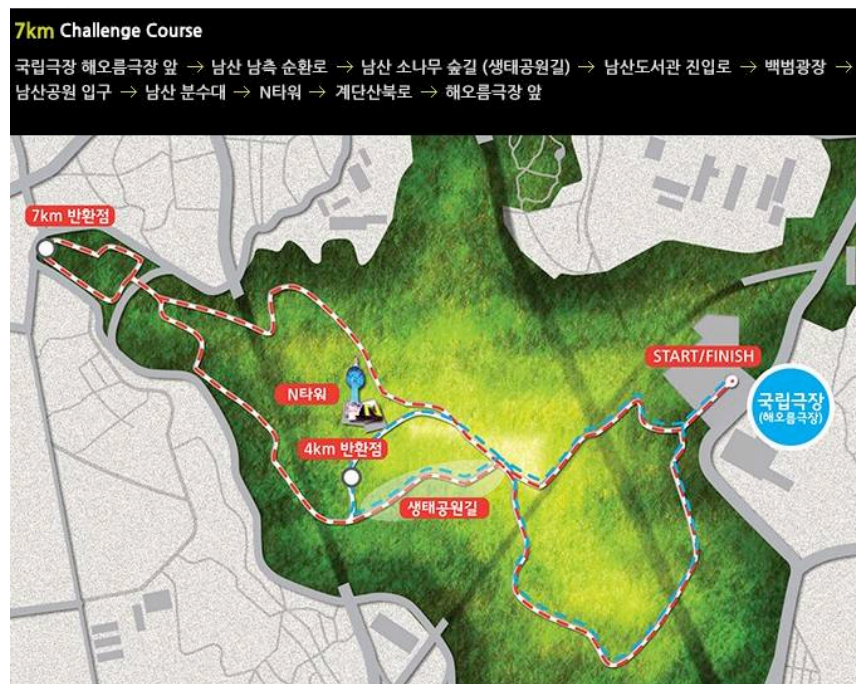 7km Challenge Course
국립극장 해오름극장 앞 → 남산 남측 순환로 → 남산 소나무 숲길 (생태공원길) → 남산도서관 진입로 → 백범광장 →
남산공원 입구 → 남산 분수대 → N타워 → 계단산북로 → 해오름극장 앞
7km 반환점
START/FINISH
N타워
국립극장
(해오름극장)
4km 반환점
생태공원길